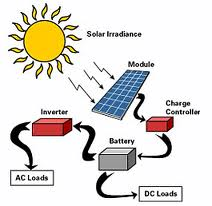 Solar Irradiance
Module
Inverter
Charge
Controller
Battery
AC Loads
DC Loads